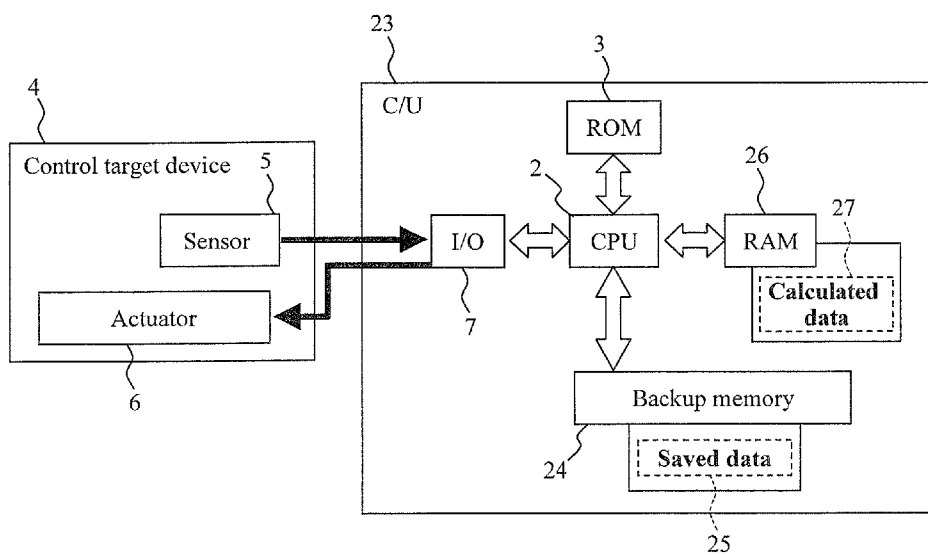 23
3
4
C/U
ROM
Control target device
5
2
26
27
Sensor
I/O
CPU
RAM
Calculated
data
Actuator
7
6
Backup memory
24
Saved data
25